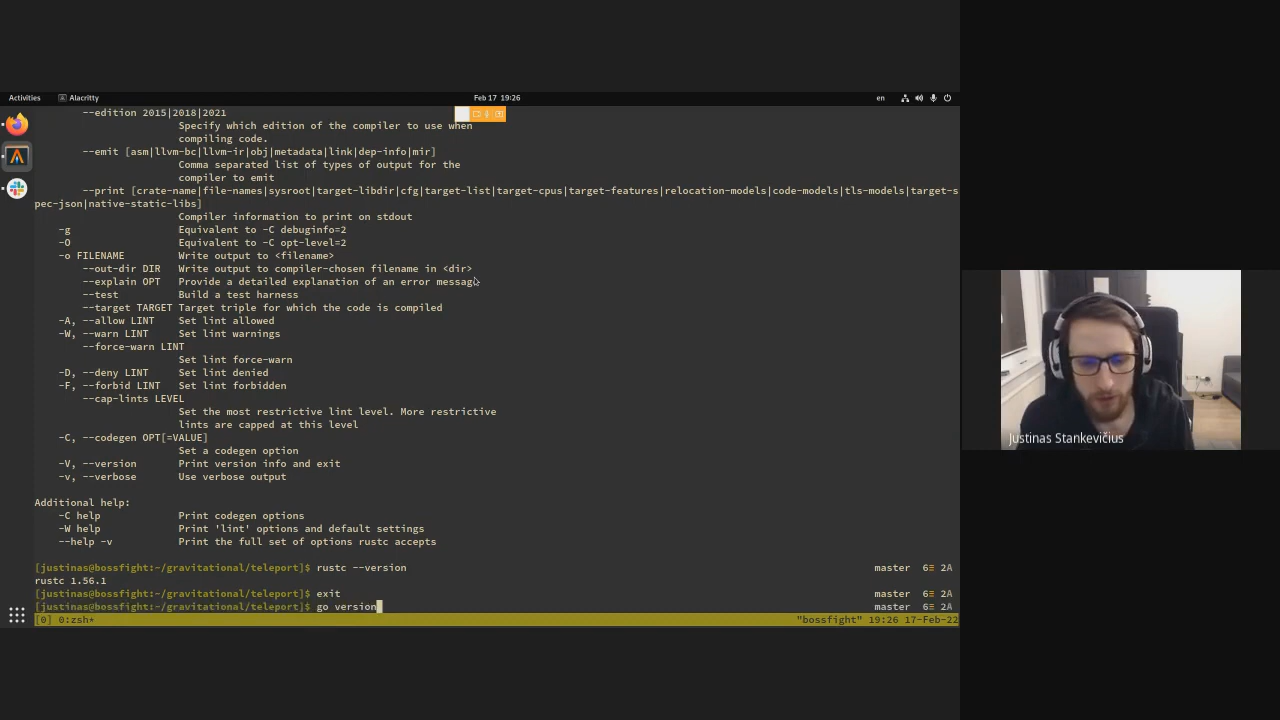 Activities Alacritty Feb 17 19:26 en
--edition 2015|2018|2021
Specify which edition of the compiler to use when
compiling code.
--emit [asm|llvm-bc|llvm-ir|obj|metadata|link|dep-info|mir]
Comma separated list of types of output for the
compiler to emit
--print [crate-name|file-names|sysroot|target-libdir|cfg|target-list|target-cpus|target-features|relocation-models|code-models|tls-models|target-s
pec-json|native-static-libs]
Compiler information to print on stdout
-g Equivalent to -C debuginfo=2
-O Equivalent to -C opt-level=2
-o FILENAME Write output to <filename>
--out-dir DIR Write output to compiler-chosen filename in <dir>
--explain OPT Provide a detailed explanation of an error messag
--test Build a test harness
--target TARGET Target triple for which the code is compiled
-A, --allow LINT Set lint allowed
-W, --warn LINT Set lint warnings
--force-warn LINT
Set lint force-warn
-D, --deny LINT Set lint denied
-F, --forbid LINT Set lint forbidden
--cap-lints LEVEL
Set the most restrictive lint level. More restrictive
lints are capped at this level
-C, --codegen OPT[=VALUE]
Set a codegen option
-V, --version Print version info and exit
-v, --verbose Use verbose output
Additional help:
-C help Print codegen options
-W help Print 'lint' options and default settings
--help -v Print the full set of options rustc accepts
[justinas@bossfight:~/gravitational/teleport]$ rustc --version master 6≡ 2A
rustc 1.56.1
[justinas@bossfight:~/gravitational/teleport]$ exit master 6≡ 2A
[justinas@bossfight:~/gravitational/teleport]$ go version master 6≡ 2A
[0] 0:zsh* "bossfight" 19:26 17-Feb-22
Justinas Stankevičius